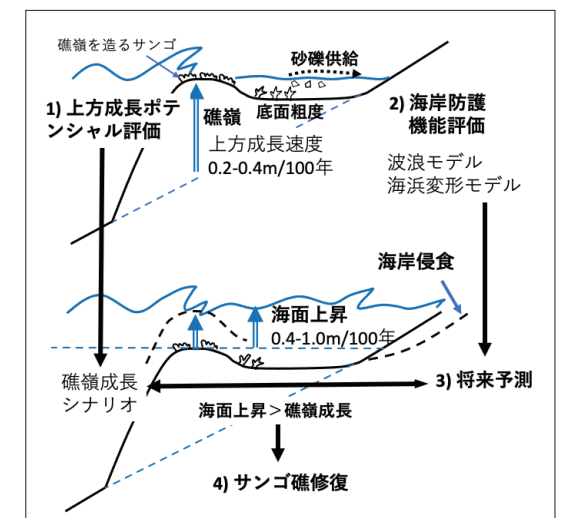 礁嶺を造るサンゴ
砂礫供給
1) 上方成長ポテ
ンシャル評価
礁嶺
底面粗度
上方成長速度
0.2-0.4m/100年
2) 海岸防護
機能評価
波浪モデル
海浜変形モデル
海岸侵食
海面上昇
0.4-1.0m/100年
礁嶺成長
シナリオ
3) 将来予測
海面上昇＞礁嶺成長
4) サンゴ礁修復